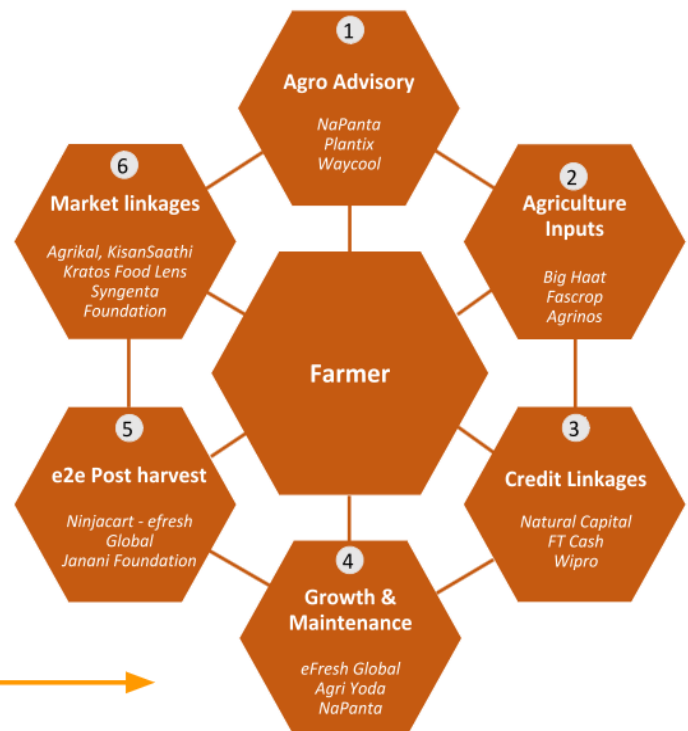 1
Agro Advisory
NaPanta
Plantix
Waycool
2
Agriculture
Inputs
Big Haat
Fascrop
Agrinos
3
Credit Linkages
Natural Capital
FT Cash
Wipro
4
Growth &
Maintenance
eFresh Global
Agri Yoda
NaPanta
5
e2e Post harvest
Ninjacart - efresh
Global
Janani Foundation
6
Market linkages
Agrikal, KisanSaathi
Kratos Food Lens
Syngenta
Foundation
Farmer